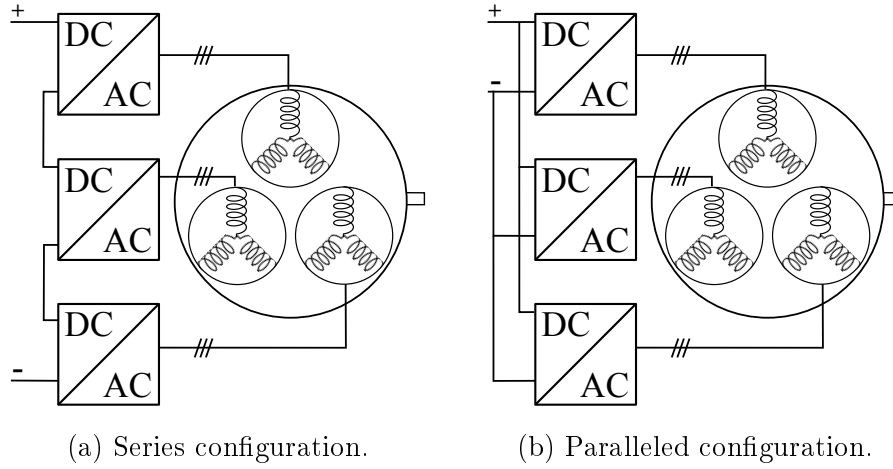 +
DC
AC
DC
AC
DC
AC
-
(a) Series configuration.
+
-
DC
AC
DC
AC
DC
AC
(b) Paralleled configuration.